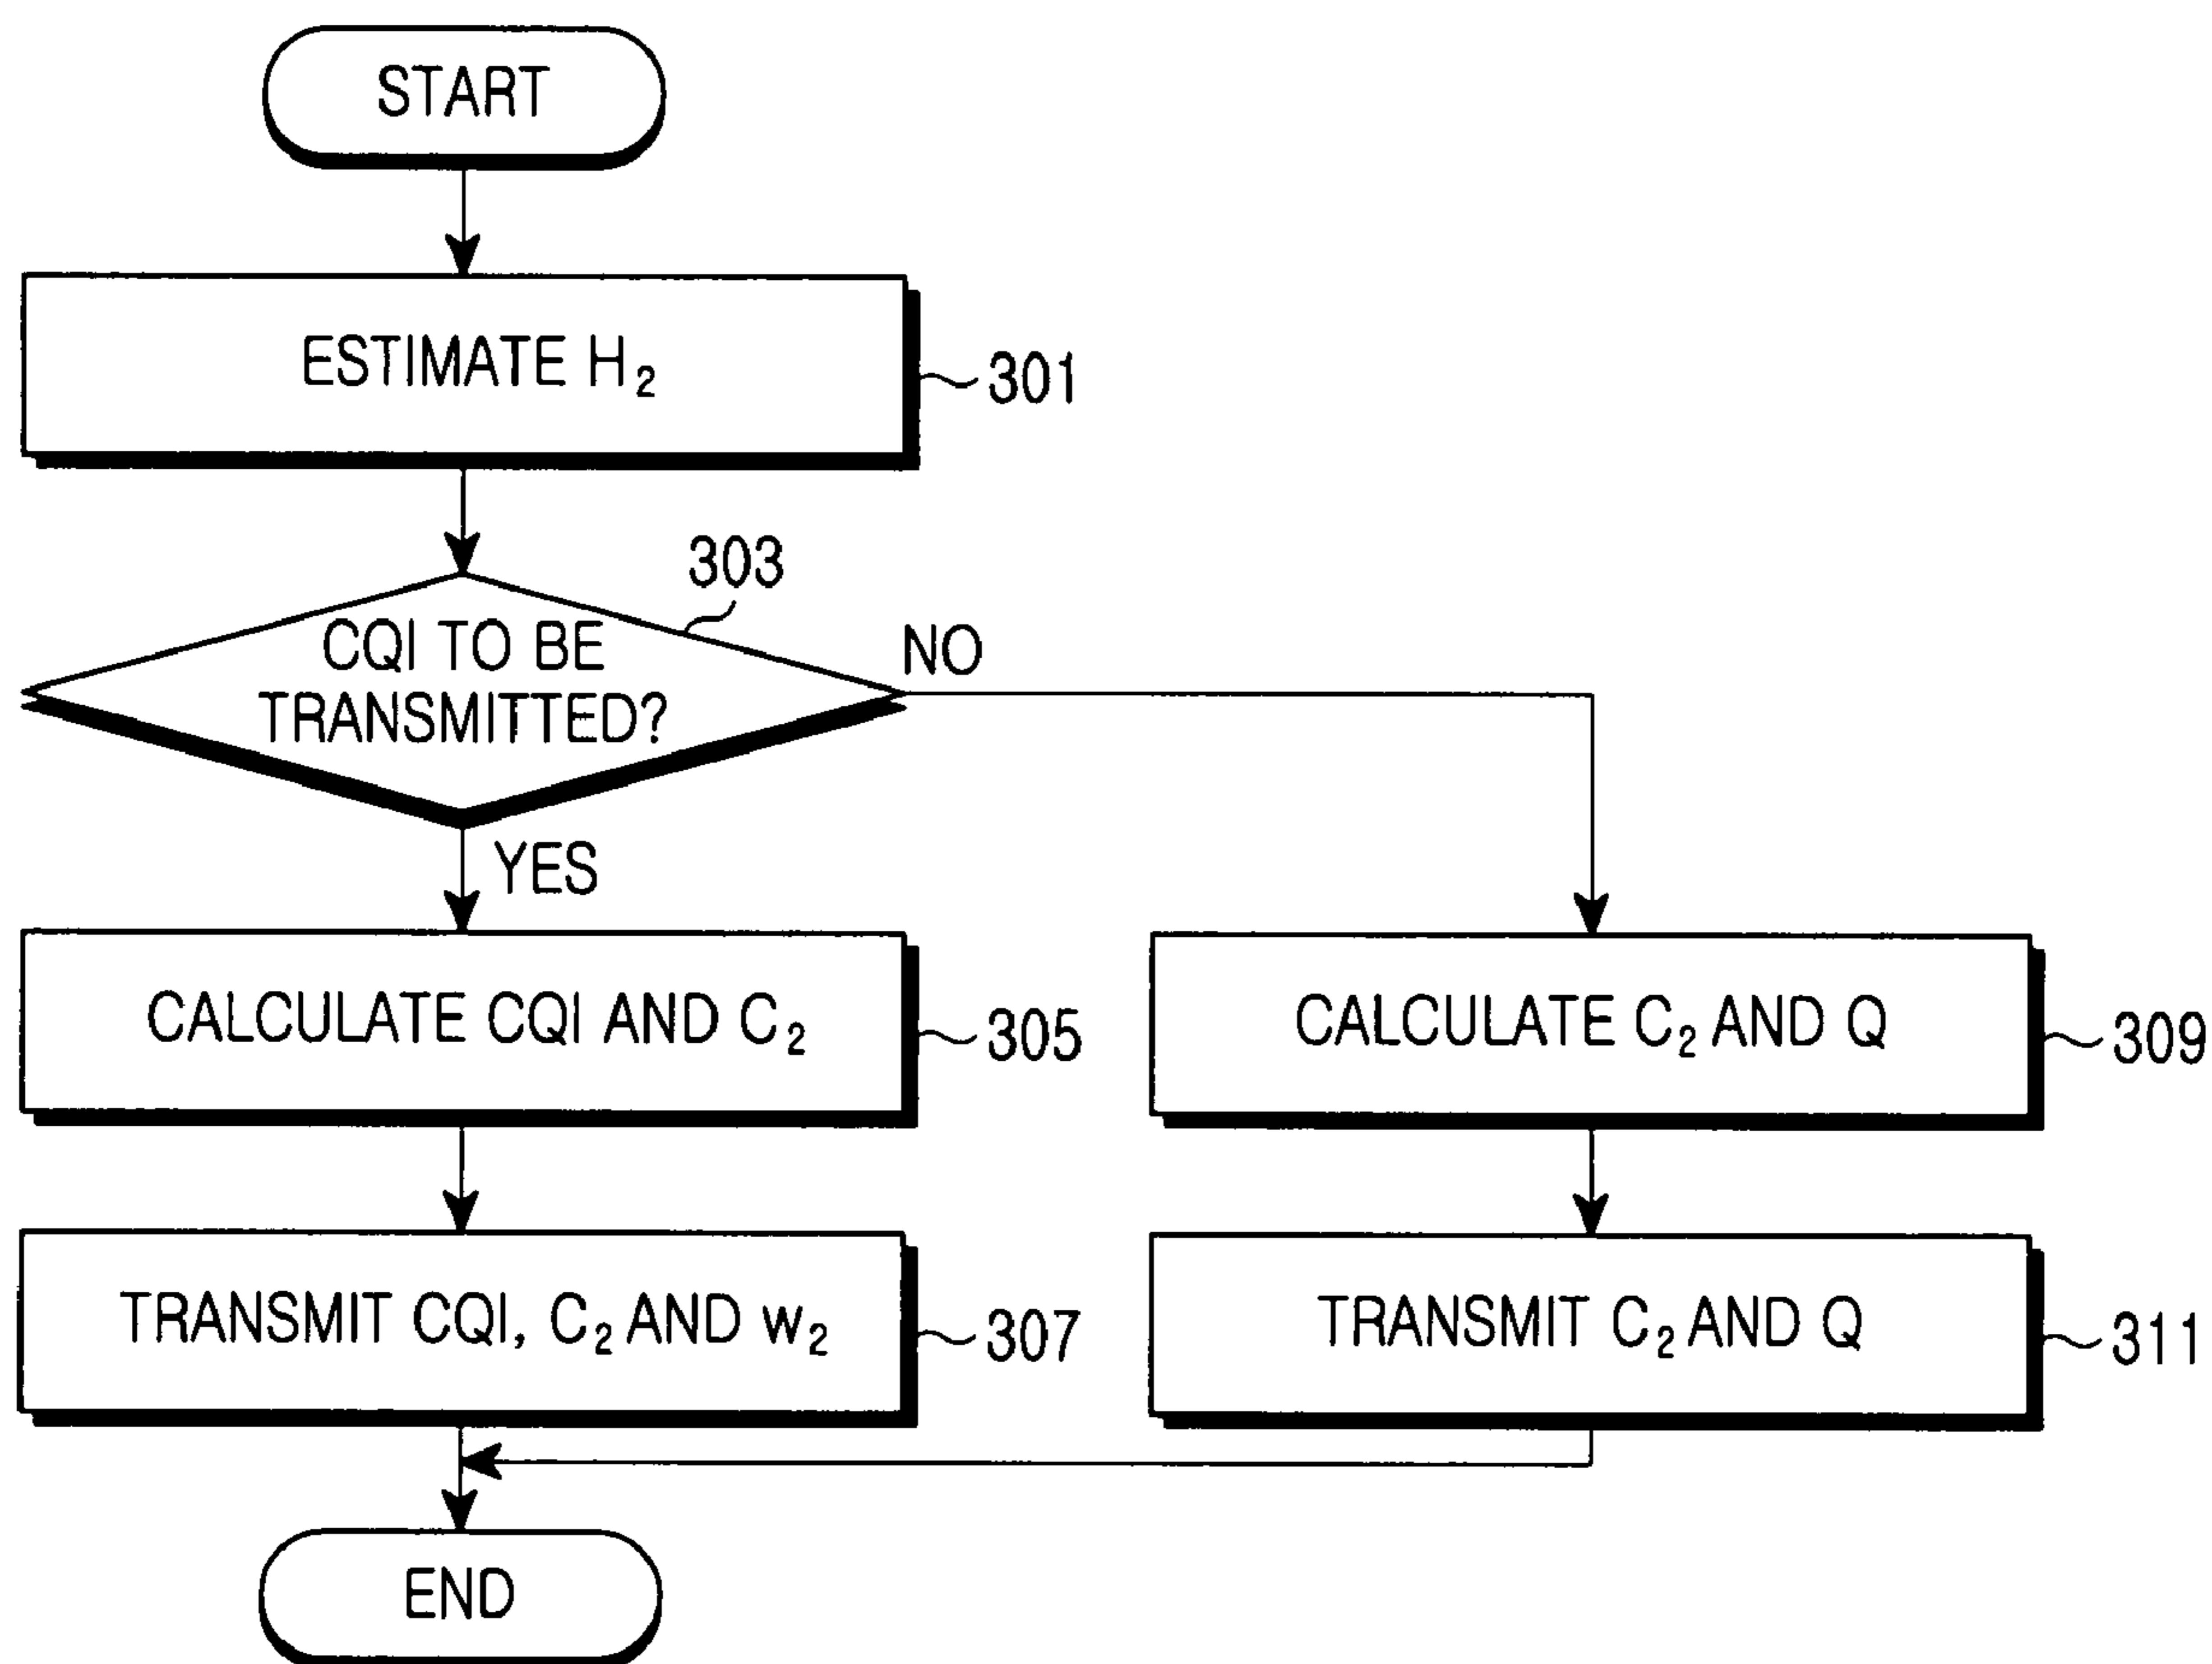 START
ESTIMATE H₂
301
303
CQI TO BE
TRANSMITTED?
NO
YES
CALCULATE CQI AND C₂
305
CALCULATE C₂ AND Q
309
TRANSMIT CQI, C₂ AND w₂
307
TRANSMIT C₂ AND Q
311
END